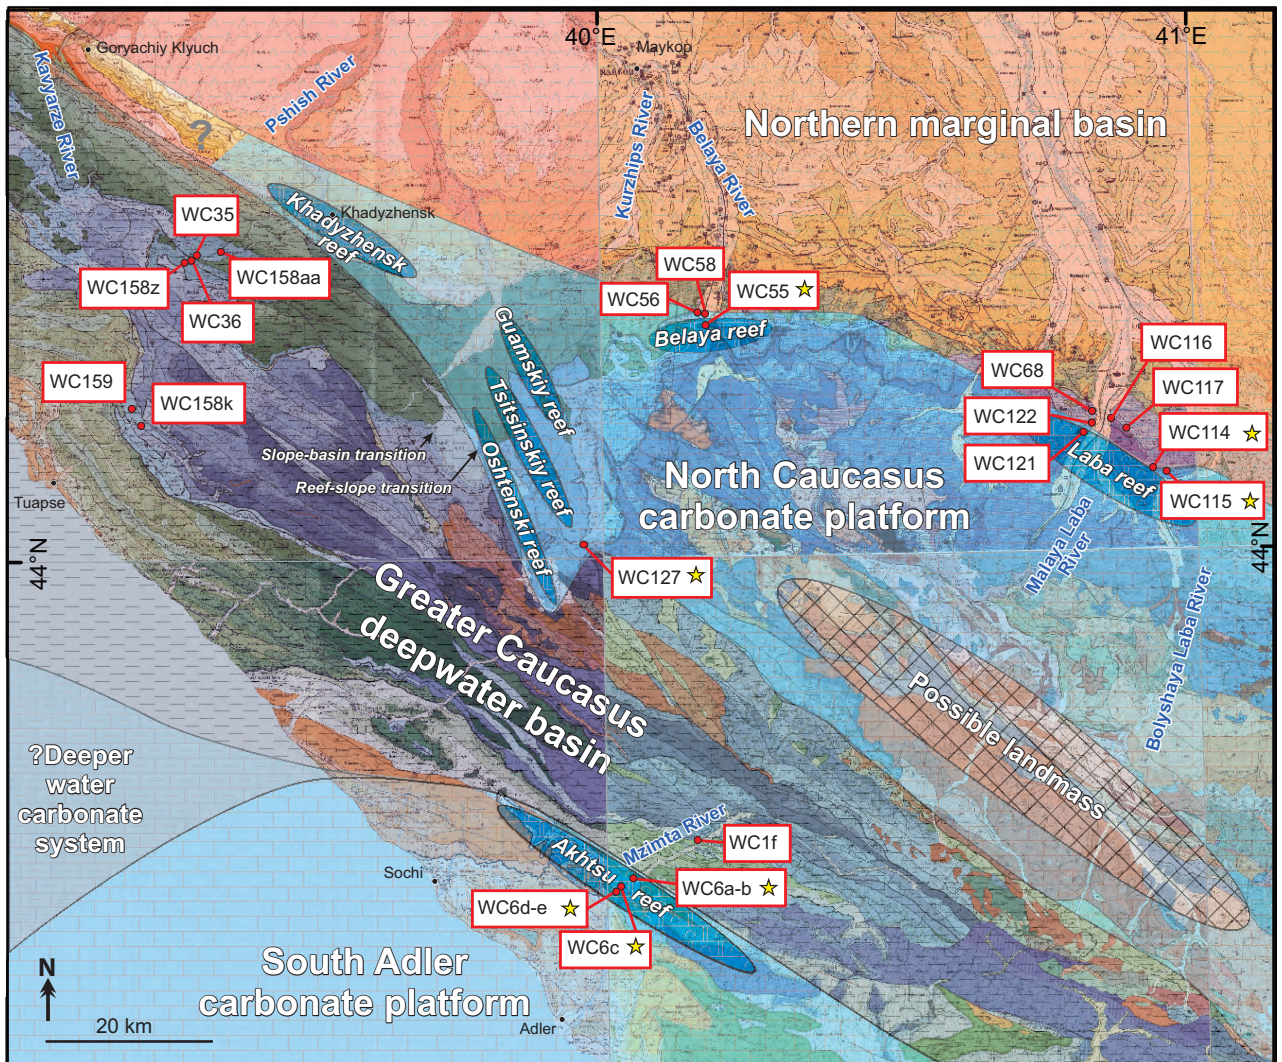 40°E
41°E
Goryachiy Klyuch
Maykop
Kavyarze River
Pshish River
Kurzhips River
Belaya River
Northern marginal basin
?
WC35
Khadyzhensk
Khadyzhensk
reef
WC158z
WC158aa
WC36
WC58
WC56
WC55
Belaya reef
Guamskiy reef
Tsitsinskiy reef
Oshtenski reef
WC116
WC68
WC117
WC159
WC158k
WC122
WC114
WC121
Laba reef
WC115
Slope-basin transition
Reef-slope transition
North Caucasus
carbonate platform
Tuapse
44°N
44°N
Malaya Laba
River
Bolyshaya Laba River
WC127
Greater Caucasus
deepwater basin
Possible landmass
?Deeper
water
carbonate
system
Mzimta River
WC1f
Akhtsu
reef
Sochi
WC6a-b
WC6d-e
WC6c
South Adler
carbonate platform
N
20 km
Adler